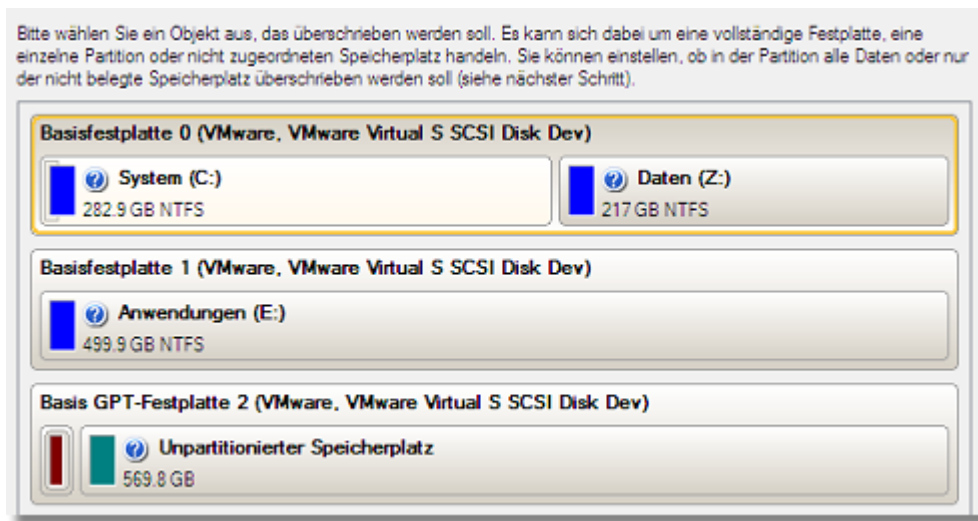 Bitte wählen Sie ein Objekt aus, das überschrieben werden soll. Es kann sich dabei um eine vollständige Festplatte, eine
einzelne Partition oder nicht zugeordneten Speicherplatz handeln. Sie können einstellen, ob in der Partition alle Daten oder nur
der nicht belegte Speicherplatz überschrieben werden soll (siehe nächster Schritt).
Basisfestplatte 0 (VMware, VMware Virtual S SCSI Disk Dev)
System (C:)
282.9 GB NTFS
Daten (Z:)
217 GB NTFS
Basisfestplatte 1 (VMware, VMware Virtual S SCSI Disk Dev)
Anwendungen (E:)
499.9 GB NTFS
Basis GPT-Festplatte 2 (VMware, VMware Virtual S SCSI Disk Dev)
Unpartitionierter Speicherplatz
569.8 GB